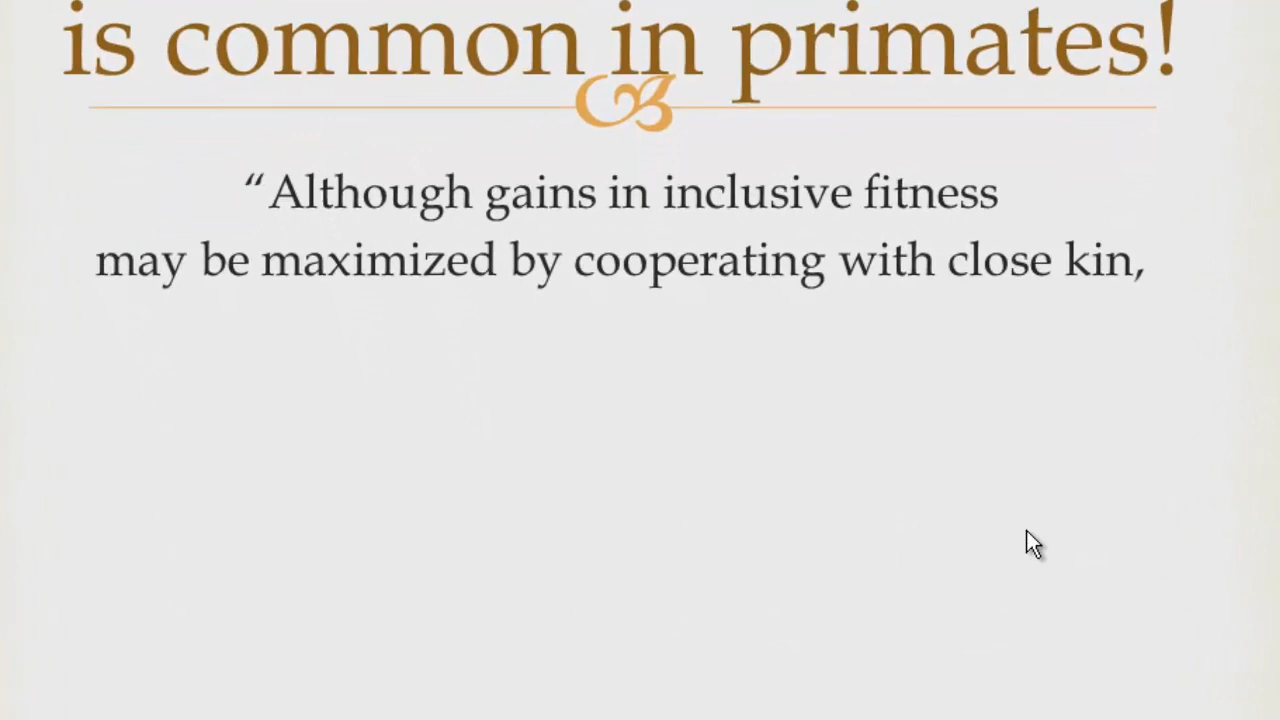 is common in primates!
“Although gains in inclusive fitness
may be maximized by cooperating with close kin,